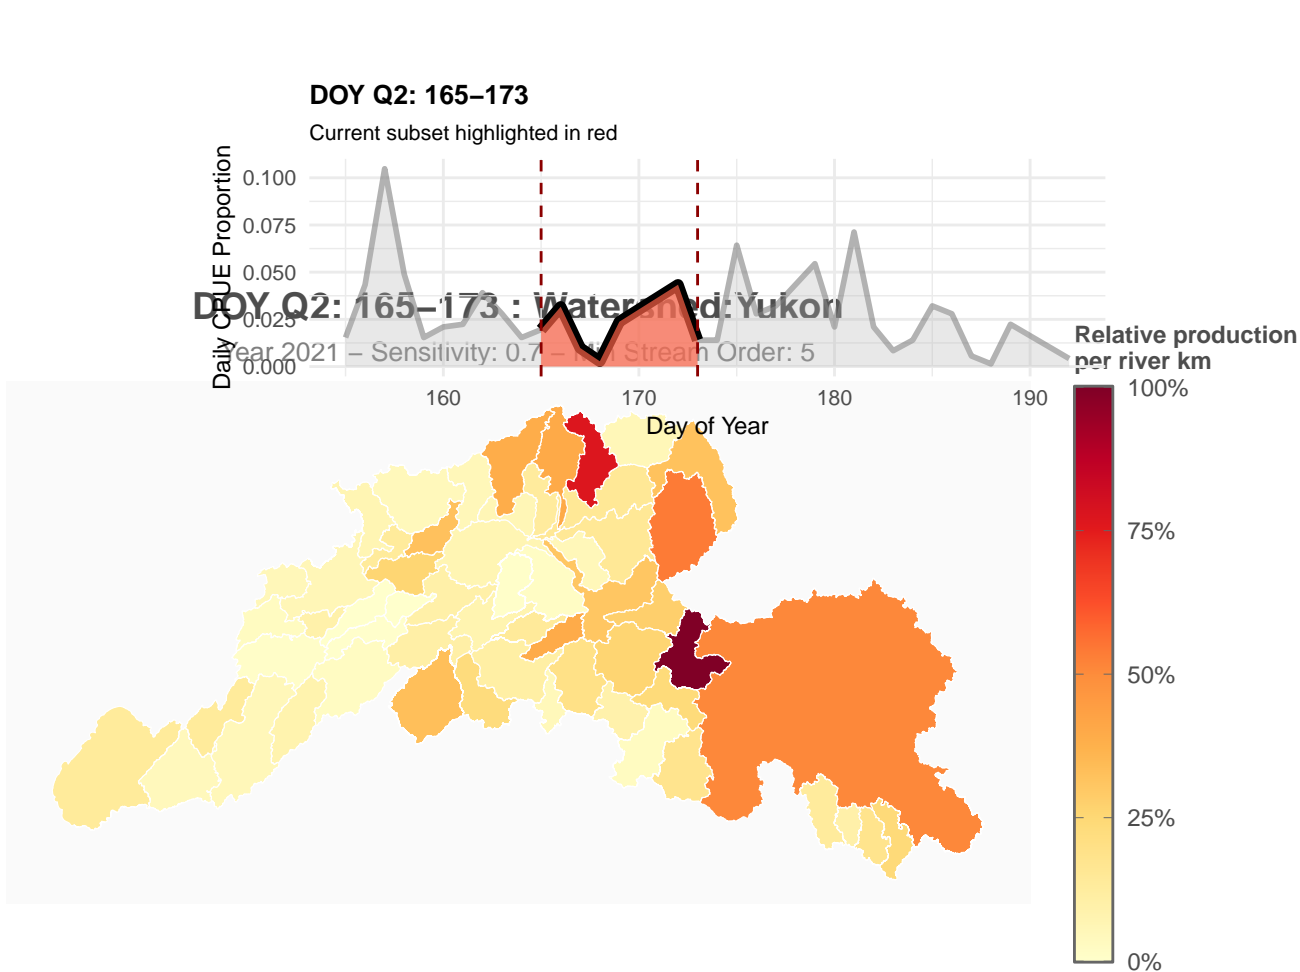 DOY Q2: 165–173
Current subset highlighted in red
Daily CPUE Proportion
0.100
0.075
0.050
0.025
0.000
DOY Q2: 165–173 : Watershed: Yukon
Year 2021 – Sensitivity: 0.7 – Min Stream Order: 5
160
170
180
190
Day of Year
Relative production
per river km
100%
75%
50%
25%
0%